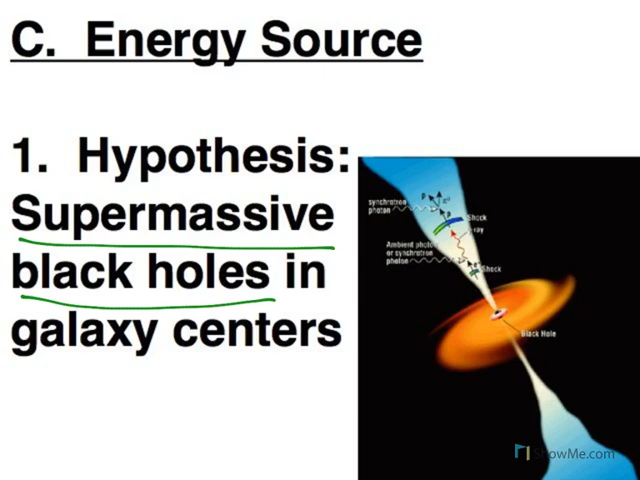 C. Energy Source
1. Hypothesis:
Supermassive
black holes in
galaxy centers
synchrotron
photon
Shock
Ambient photon
or synchrotron
photon
Shock
Black Hole
ShowMe.com